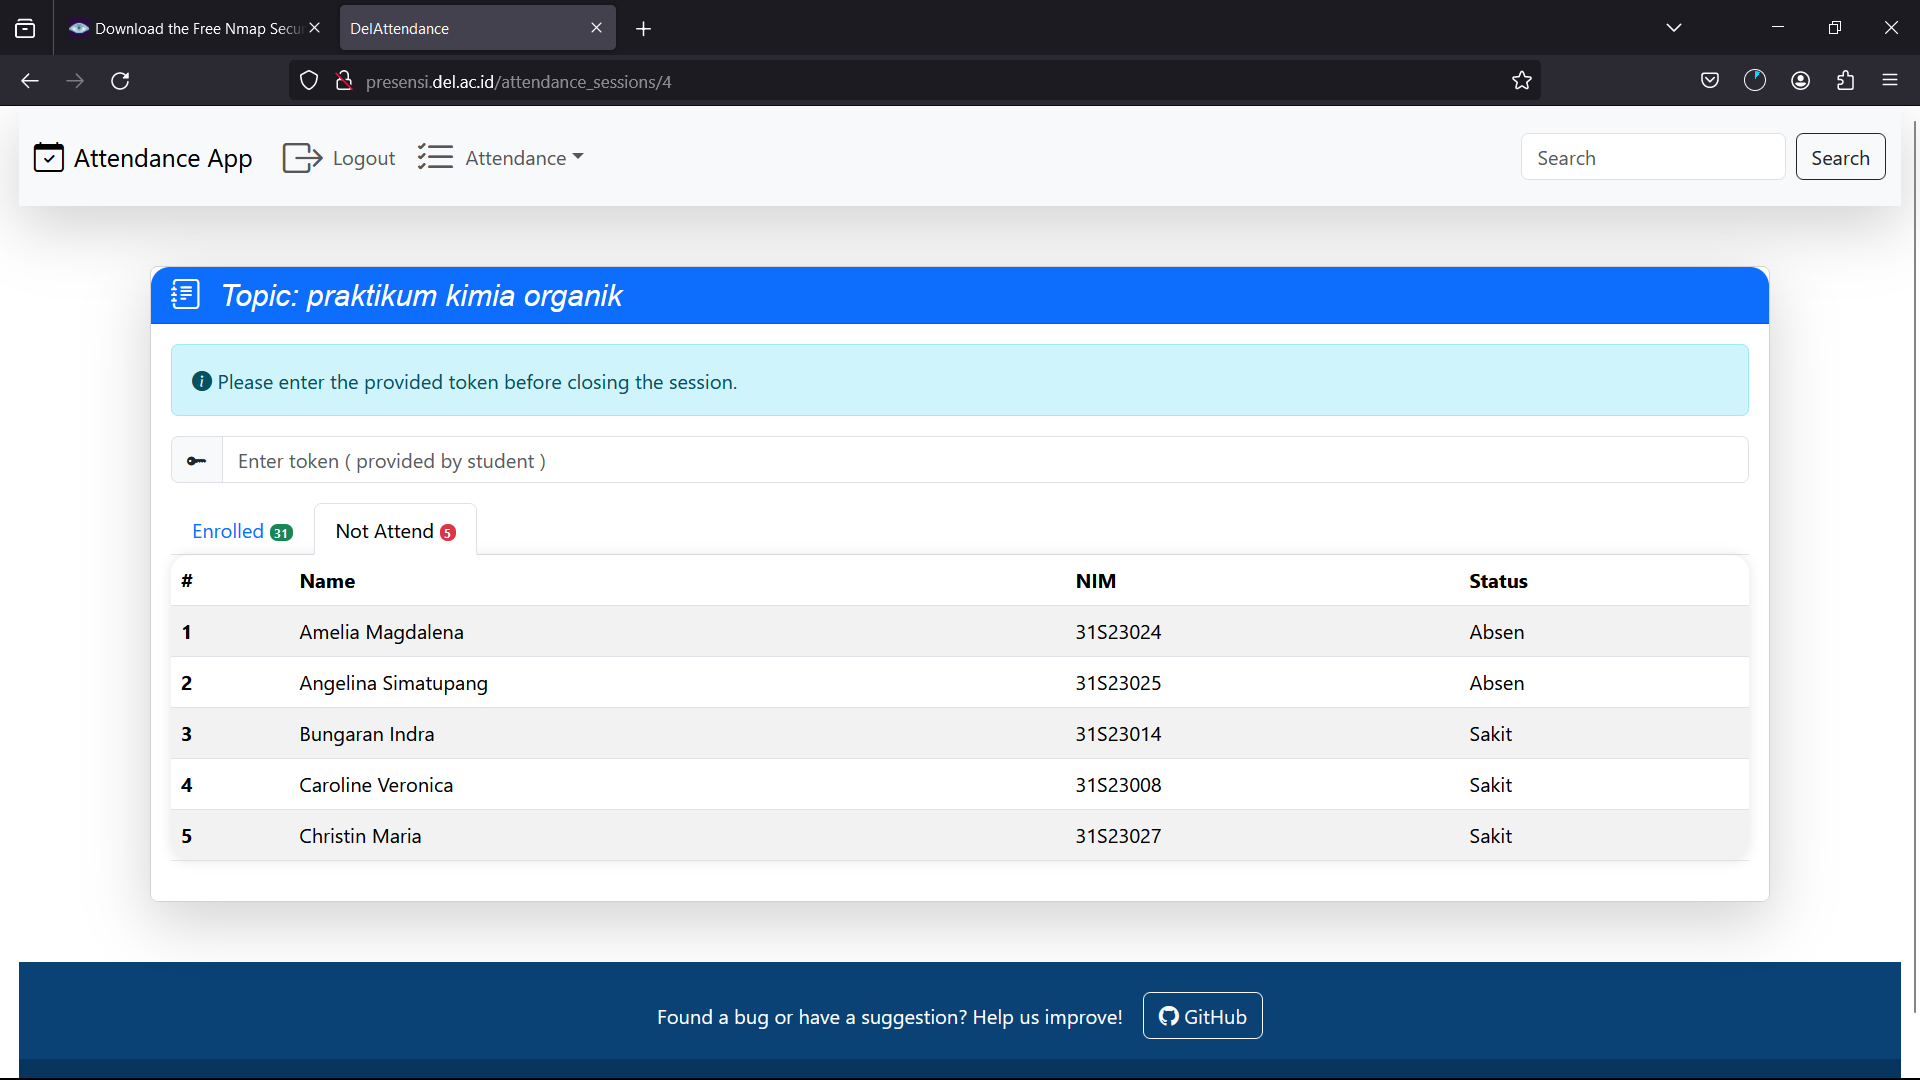 Download the Free Nmap Secu
DelAttendance
presensi.del.ac.id/attendance_sessions/4
Attendance App
Logout
Attendance
Search
Search
Topic: praktikum kimia organik
Please enter the provided token before closing the session.
Enter token ( provided by student )
Enrolled 31
Not Attend 5
# Name NIM Status
1 Amelia Magdalena 31S23024 Absen
2 Angelina Simatupang 31S23025 Absen
3 Bungaran Indra 31S23014 Sakit
4 Caroline Veronica 31S23008 Sakit
5 Christin Maria 31S23027 Sakit
Found a bug or have a suggestion? Help us improve!
GitHub